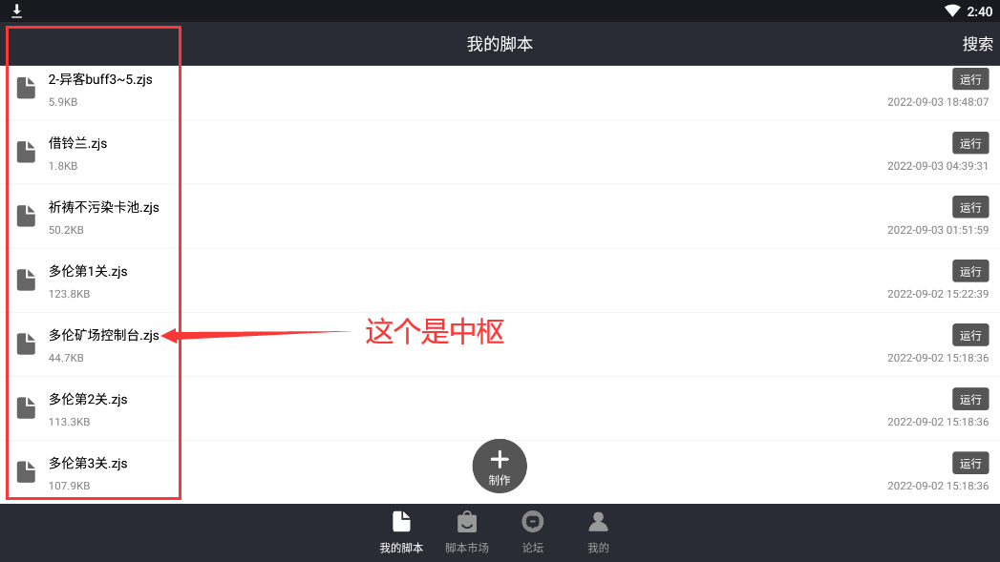 2:40
我的脚本
搜索
2-异客buff3~5.zjs
运行
5.9KB
2022-09-03 18:48:07
借铃兰.zjs
运行
1.8KB
2022-09-03 04:39:31
祈祷不污染卡池.zjs
运行
50.2KB
2022-09-03 01:51:59
多伦第1关.zjs
运行
123.8KB
2022-09-02 15:22:39
多伦矿场控制台.zjs
这个是中枢
运行
44.7KB
2022-09-02 15:18:36
多伦第2关.zjs
运行
113.3KB
2022-09-02 15:18:36
多伦第3关.zjs
运行
107.9KB
2022-09-02 15:18:36
制作
我的脚本
脚本市场
论坛
我的